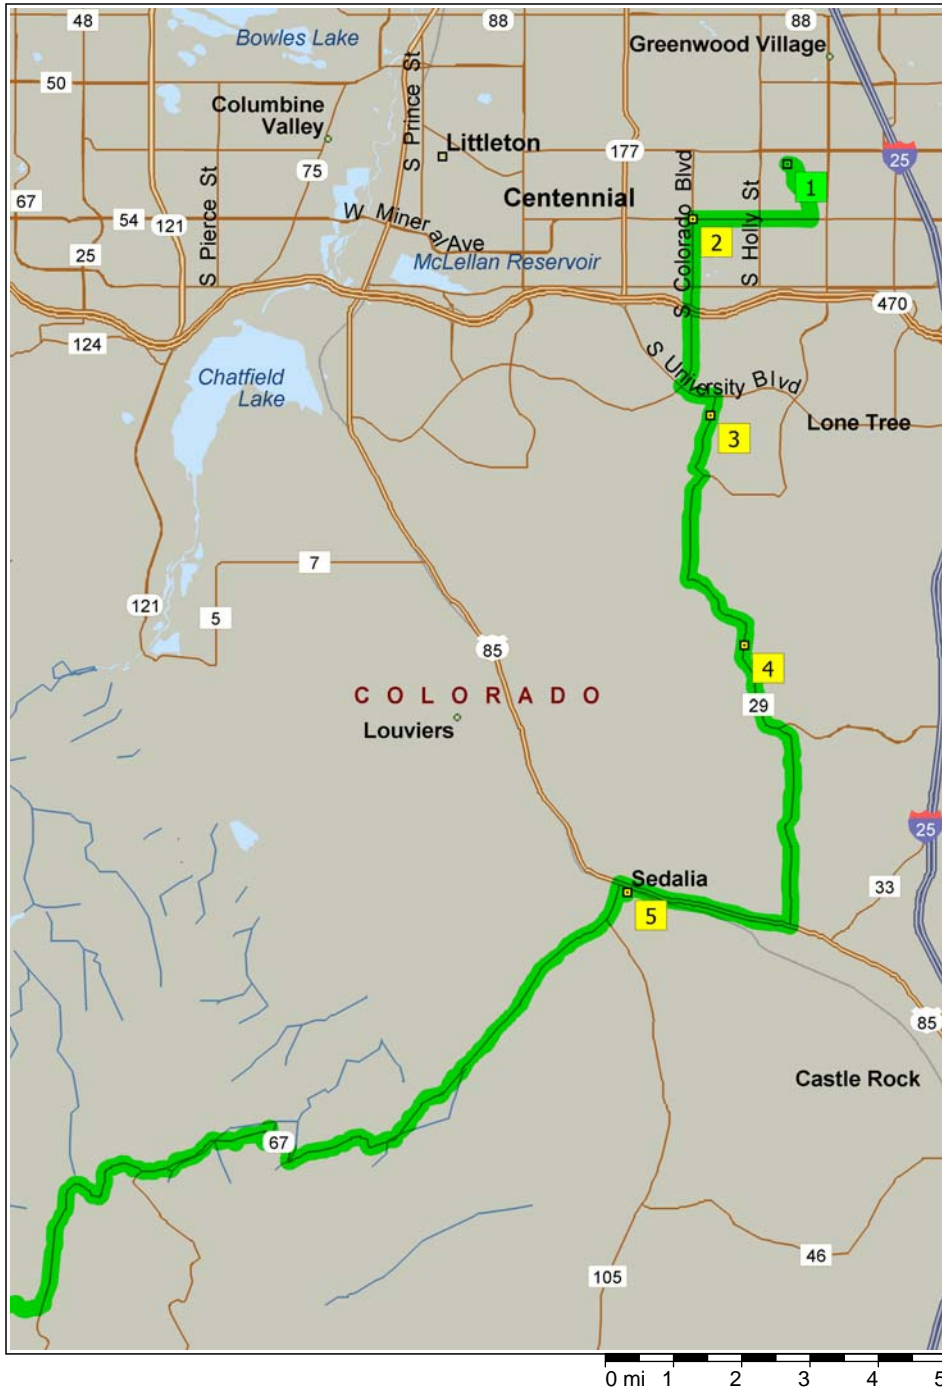 48
88
88
Bowles Lake
Greenwood Village
50
S Prince St
Columbine
Valley
Littleton
177
25
75
S Pierce St
S Colorado Blvd
S Holly St
1
67
Centennial
54
121
W Mineral Ave
2
25
McLellan Reservoir
470
124
S University Blvd
Chatfield
Lake
Lone Tree
3
7
121
5
85
4
COLORADO
29
Louviers
25
Sedalia
33
5
85
Castle Rock
67
46
105
0 mi 1 2 3 4 5